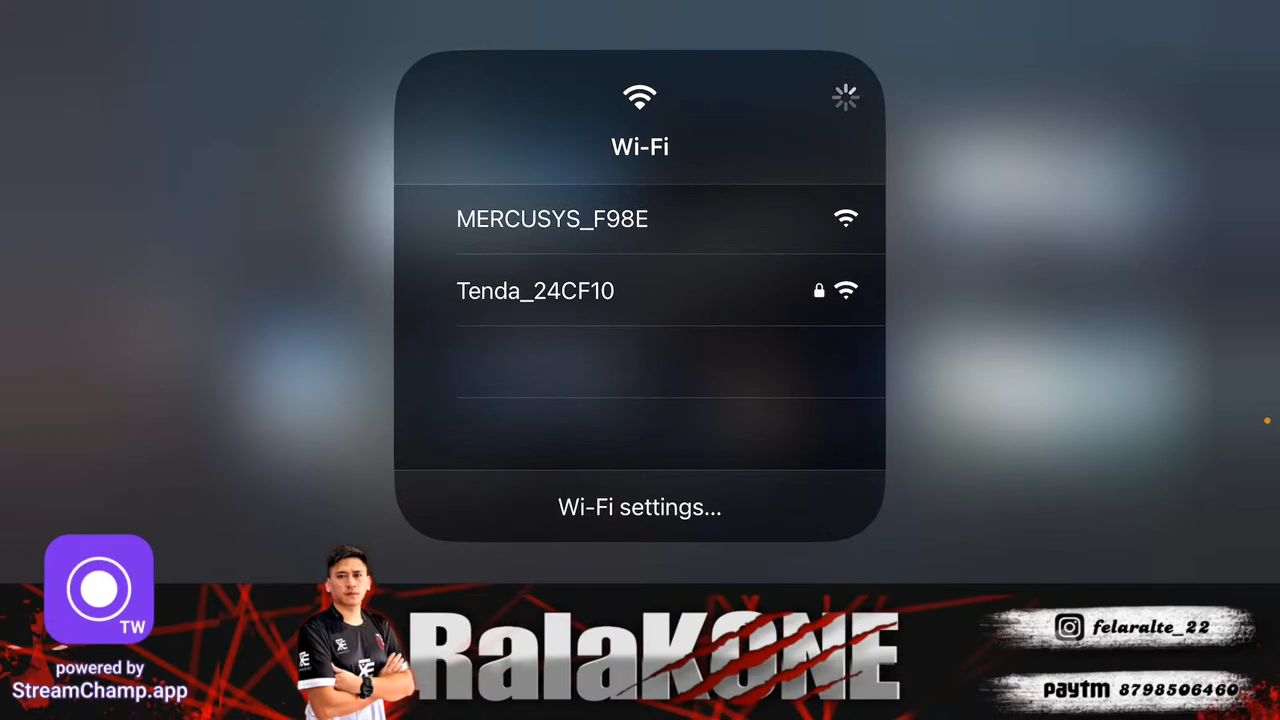 Wi-Fi
MERCUSYS_F98E
Tenda_24CF10
Wi-Fi settings...
TW
powered by
StreamChamp.app
RalaKONE
felaralte_22
paytm 8798506460